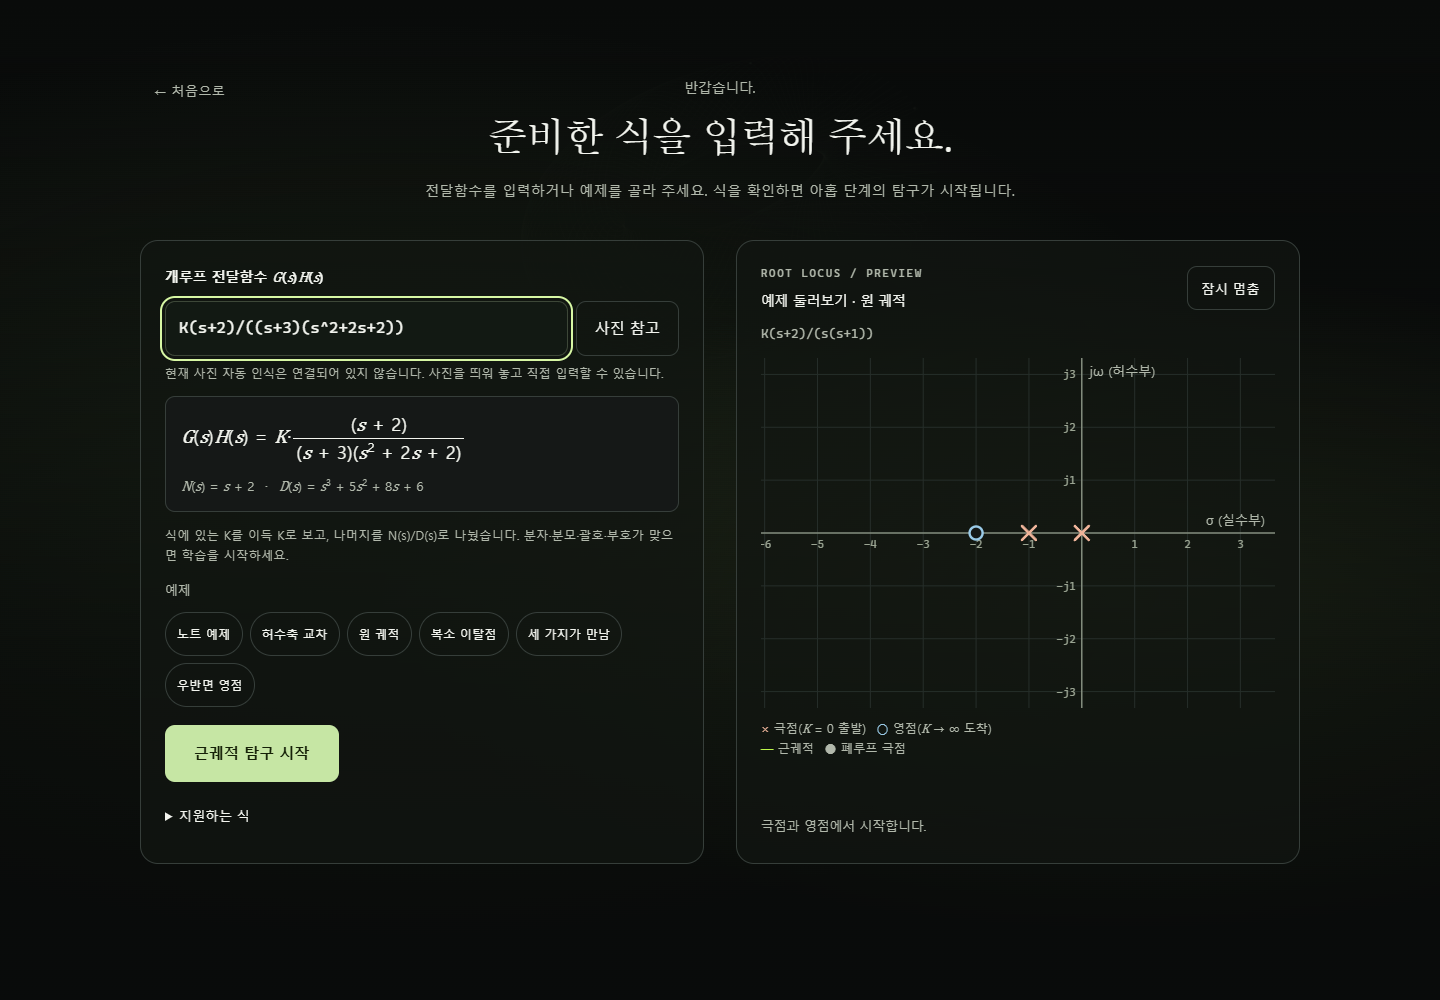 ← 처음으로
반갑습니다.
준비한 식을 입력해 주세요.
전달함수를 입력하거나 예제를 골라 주세요. 식을 확인하면 아홉 단계의 탐구가 시작됩니다.
개루프 전달함수 G(s)H(s)
K(s+2)/((s+3)(s^2+2s+2))
사진 참고
현재 사진 자동 인식은 연결되어 있지 않습니다. 사진을 띄워 놓고 직접 입력할 수 있습니다.
G(s)H(s) = K· (s + 2) / (s + 3)(s² + 2s + 2)
N(s) = s + 2 · D(s) = s³ + 5s² + 8s + 6
식에 있는 K를 이득 K로 보고, 나머지를 N(s)/D(s)로 나눴습니다. 분자·분모·괄호·부호가 맞으
면 학습을 시작하세요.
예제
노트 예제
허수축 교차
원 궤적
복소 이탈점
세 가지가 만남
우반면 영점
근궤적 탐구 시작
▶ 지원하는 식
ROOT LOCUS / PREVIEW
예제 둘러보기 · 원 궤적
잠시 멈춤
K(s+2)/(s(s+1))
j3
jω (허수부)
j2
j1
σ (실수부)
-6 -5 -4 -3 -2 -1 1 2 3
-j1
-j2
-j3
× 극점(K = 0 출발) ○ 영점(K → ∞ 도착)
— 근궤적 ● 폐루프 극점
극점과 영점에서 시작합니다.